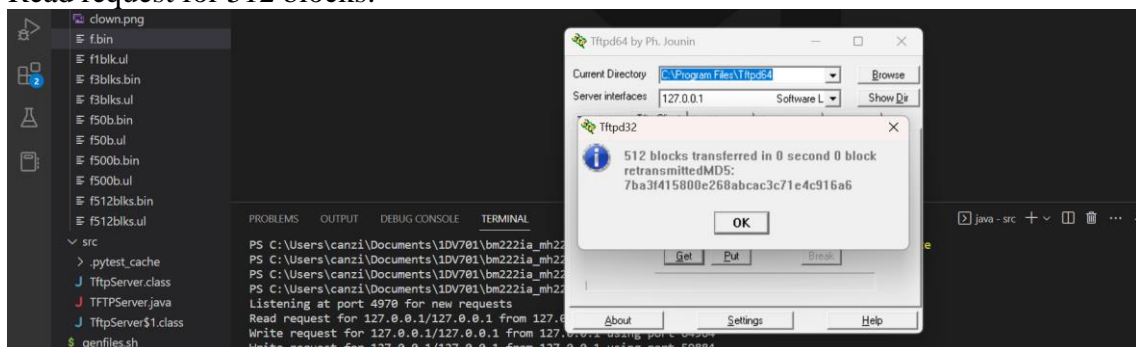 Read request for 512 blocks:
clown.png
f.bin
f1blk.ul
f3blks.bin
f3blks.ul
f50b.bin
f50b.ul
f500b.bin
f500b.ul
f512blks.bin
f512blks.ul
src
.pytest_cache
J TftpServer.class
J TFTPServer.java
J TftpServer$1.class
$ genfiles.sh
2
PROBLEMS OUTPUT DEBUG CONSOLE TERMINAL
java - src
PS C:\Users\canzi\Documents\1DV701\bm222ia_mh22
PS C:\Users\canzi\Documents\1DV701\bm222ia_mh22
PS C:\Users\canzi\Documents\1DV701\bm222ia_mh22
PS C:\Users\canzi\Documents\1DV701\bm222ia_mh22
Listening at port 4970 for new requests
Read request for 127.0.0.1/127.0.0.1 from 127.0
Write request for 127.0.0.1/127.0.0.1 from 127.0.0.1 using port
Tftpd64 by Ph. Jounin
Current Directory C:\Program Files\Tftpd64 Browse
Server interfaces 127.0.0.1 Software L Show Dir
Tftpd32
512 blocks transferred in 0 second 0 block
retransmittedMD5:
7ba3f415800e268abcac3c71e4c916a6
OK
Get Put Break
About Settings Help